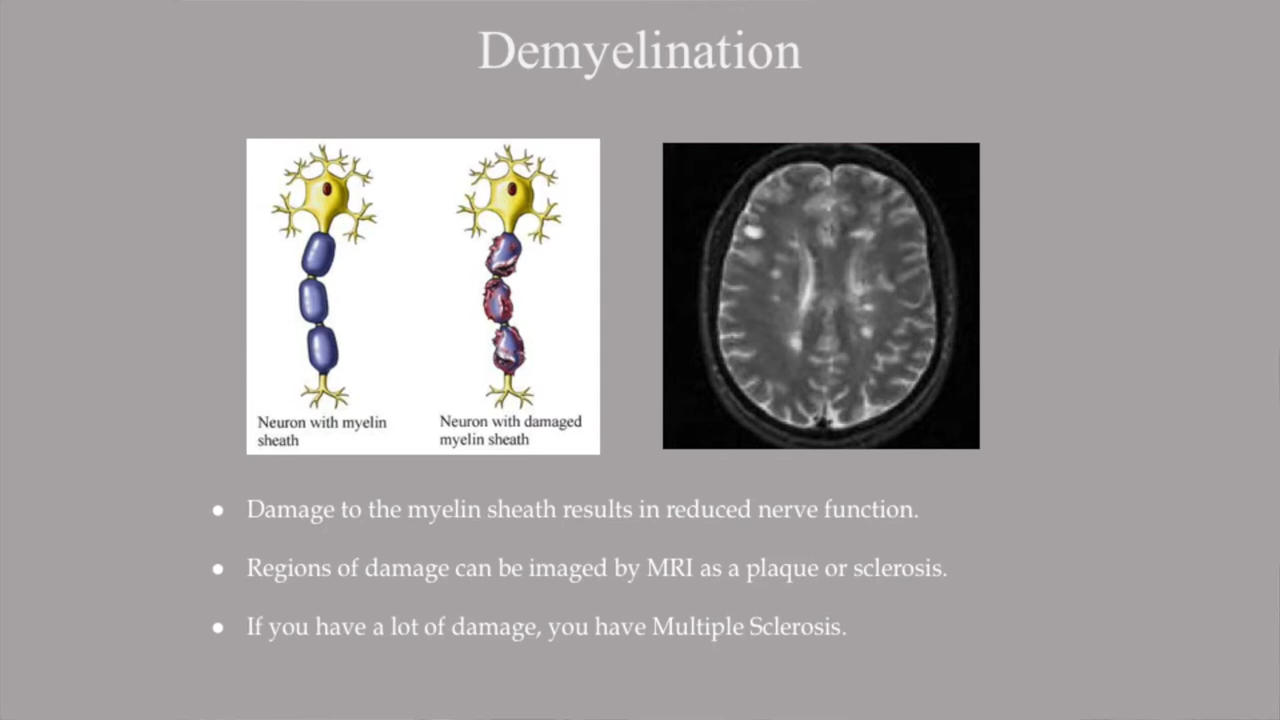 Demyelination
Neuron with myelin
sheath
Neuron with damaged
myelin sheath
● Damage to the myelin sheath results in reduced nerve function.
● Regions of damage can be imaged by MRI as a plaque or sclerosis.
● If you have a lot of damage, you have Multiple Sclerosis.